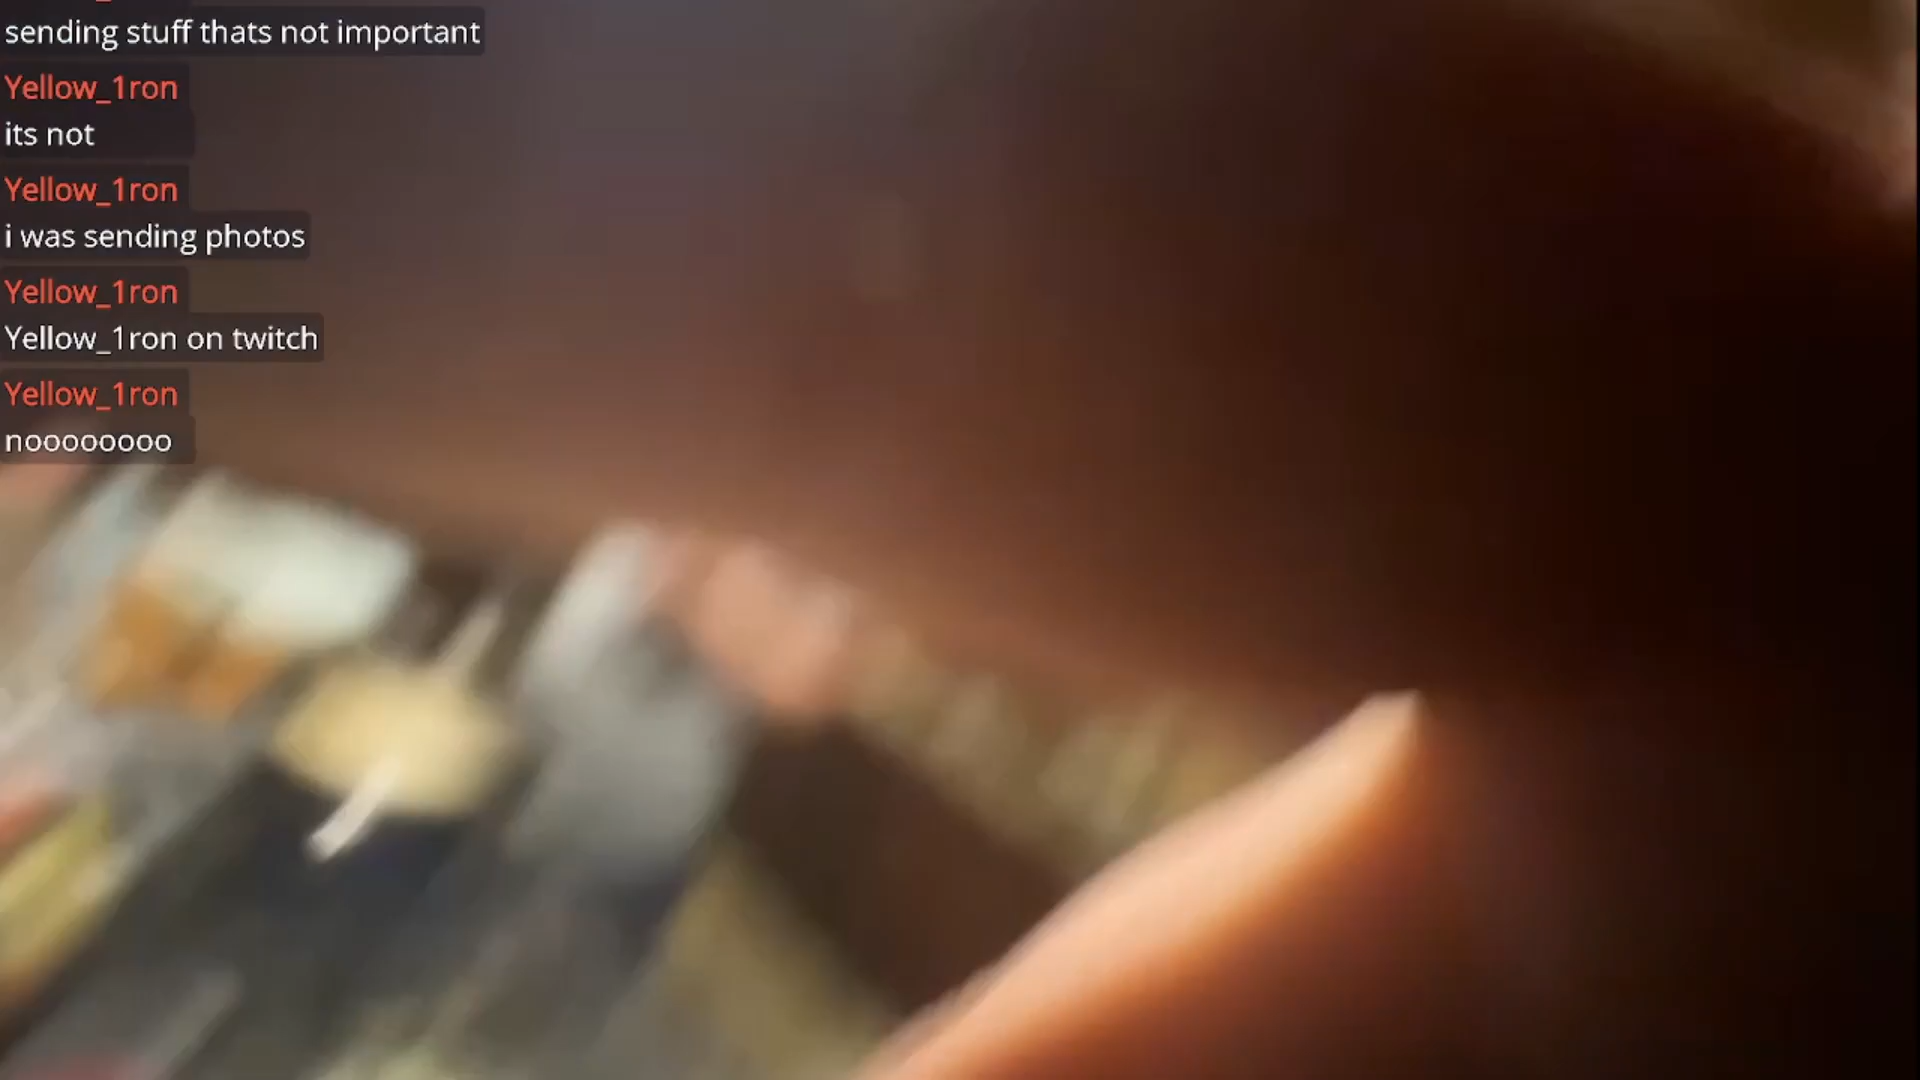 sending stuff thats not important
Yellow_1ron
its not
Yellow_1ron
i was sending photos
Yellow_1ron
Yellow_1ron on twitch
Yellow_1ron
noooooooo